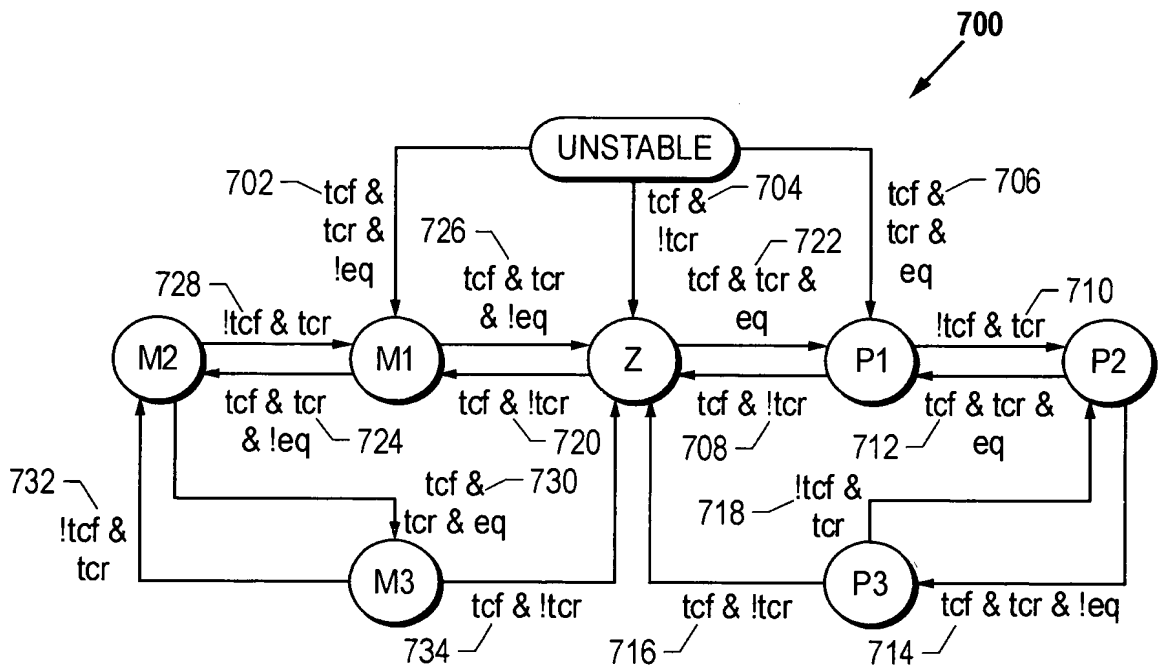 700
UNSTABLE
702
tcf &
tcr &
!eq
704
tcf &
!tcr
706
tcf &
tcr &
eq
726
tcf & tcr
& !eq
722
tcf & tcr &
eq
728
!tcf & tcr
710
!tcf & tcr
M2
M1
Z
P1
P2
tcf & tcr
& !eq
724
tcf & !tcr
720
tcf & !tcr
708
tcf & tcr &
eq
712
732
!tcf &
tcr
tcf &
730
tcr & eq
718
!tcf &
tcr
M3
P3
tcf & !tcr
734
tcf & !tcr
716
tcf & tcr & !eq
714